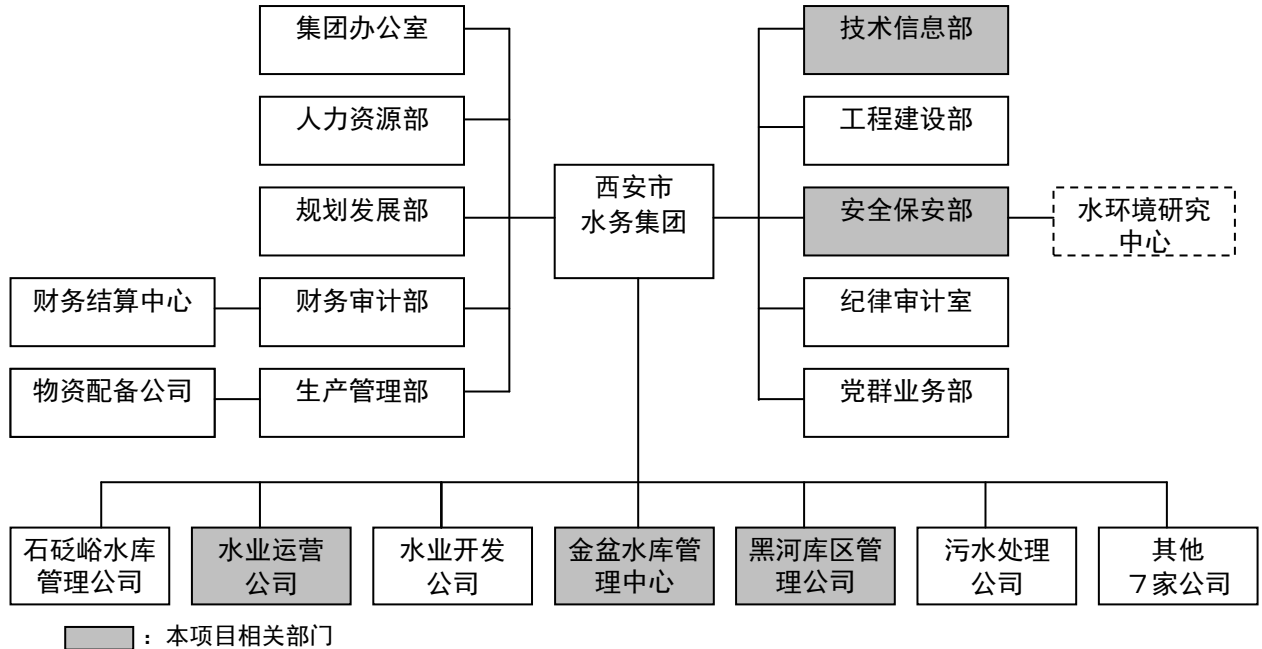 集团办公室
技术信息部
人力资源部
工程建设部
西安市
水务集团
规划发展部
安全保安部
水环境研究
中心
财务结算中心
财务审计部
纪律审计室
物资配备公司
生产管理部
党群业务部
石砭峪水库
管理公司
水业运营
公司
水业开发
公司
金盆水库管
理中心
黑河库区管
理公司
污水处理
公司
其他
７家公司
：本项目相关部门